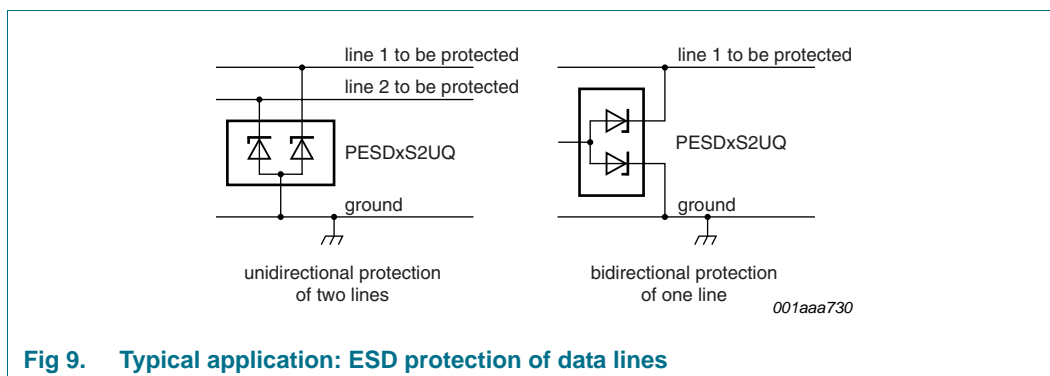 line 1 to be protected
line 2 to be protected
PESDxS2UQ
ground
unidirectional protection
of two lines
line 1 to be protected
PESDxS2UQ
ground
bidirectional protection
of one line
001aaa730
Fig 9. Typical application: ESD protection of data lines